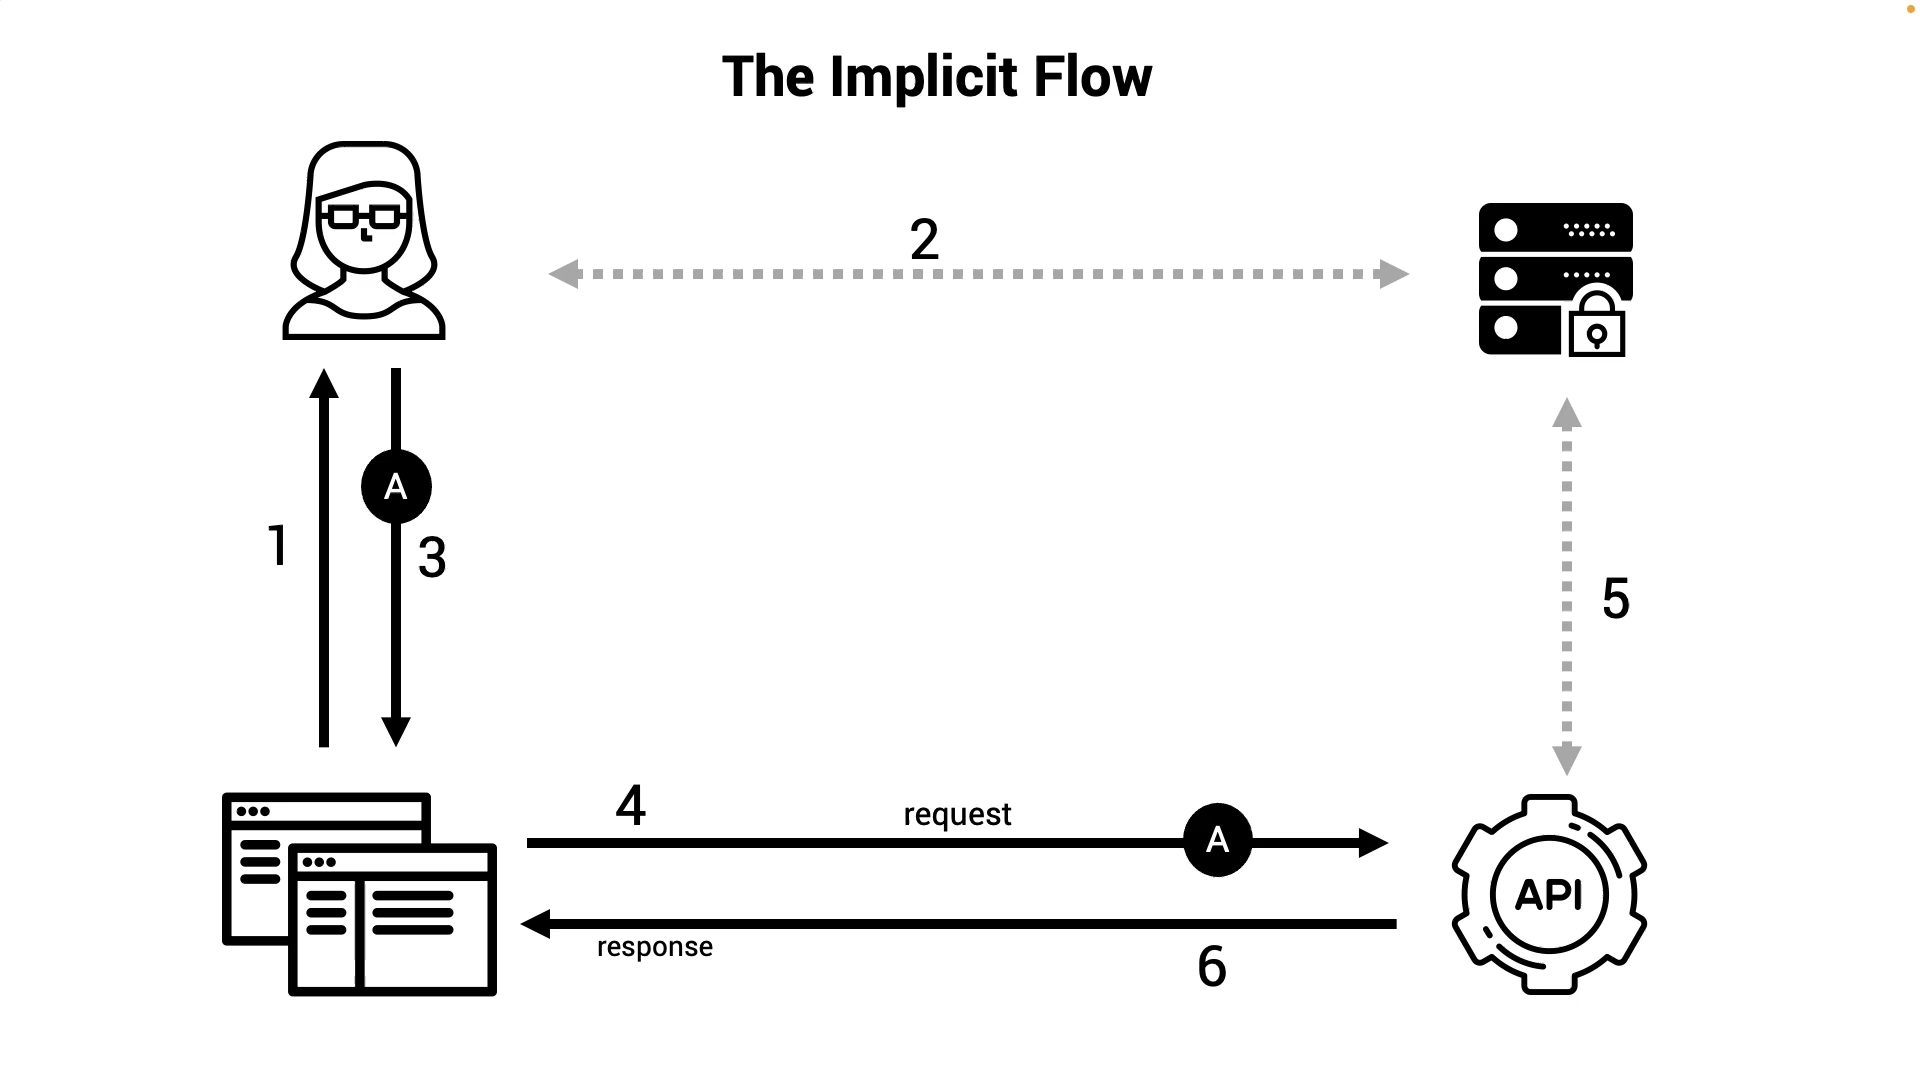 The Implicit Flow
2
A
1
3
5
4
request
A
API
response
6